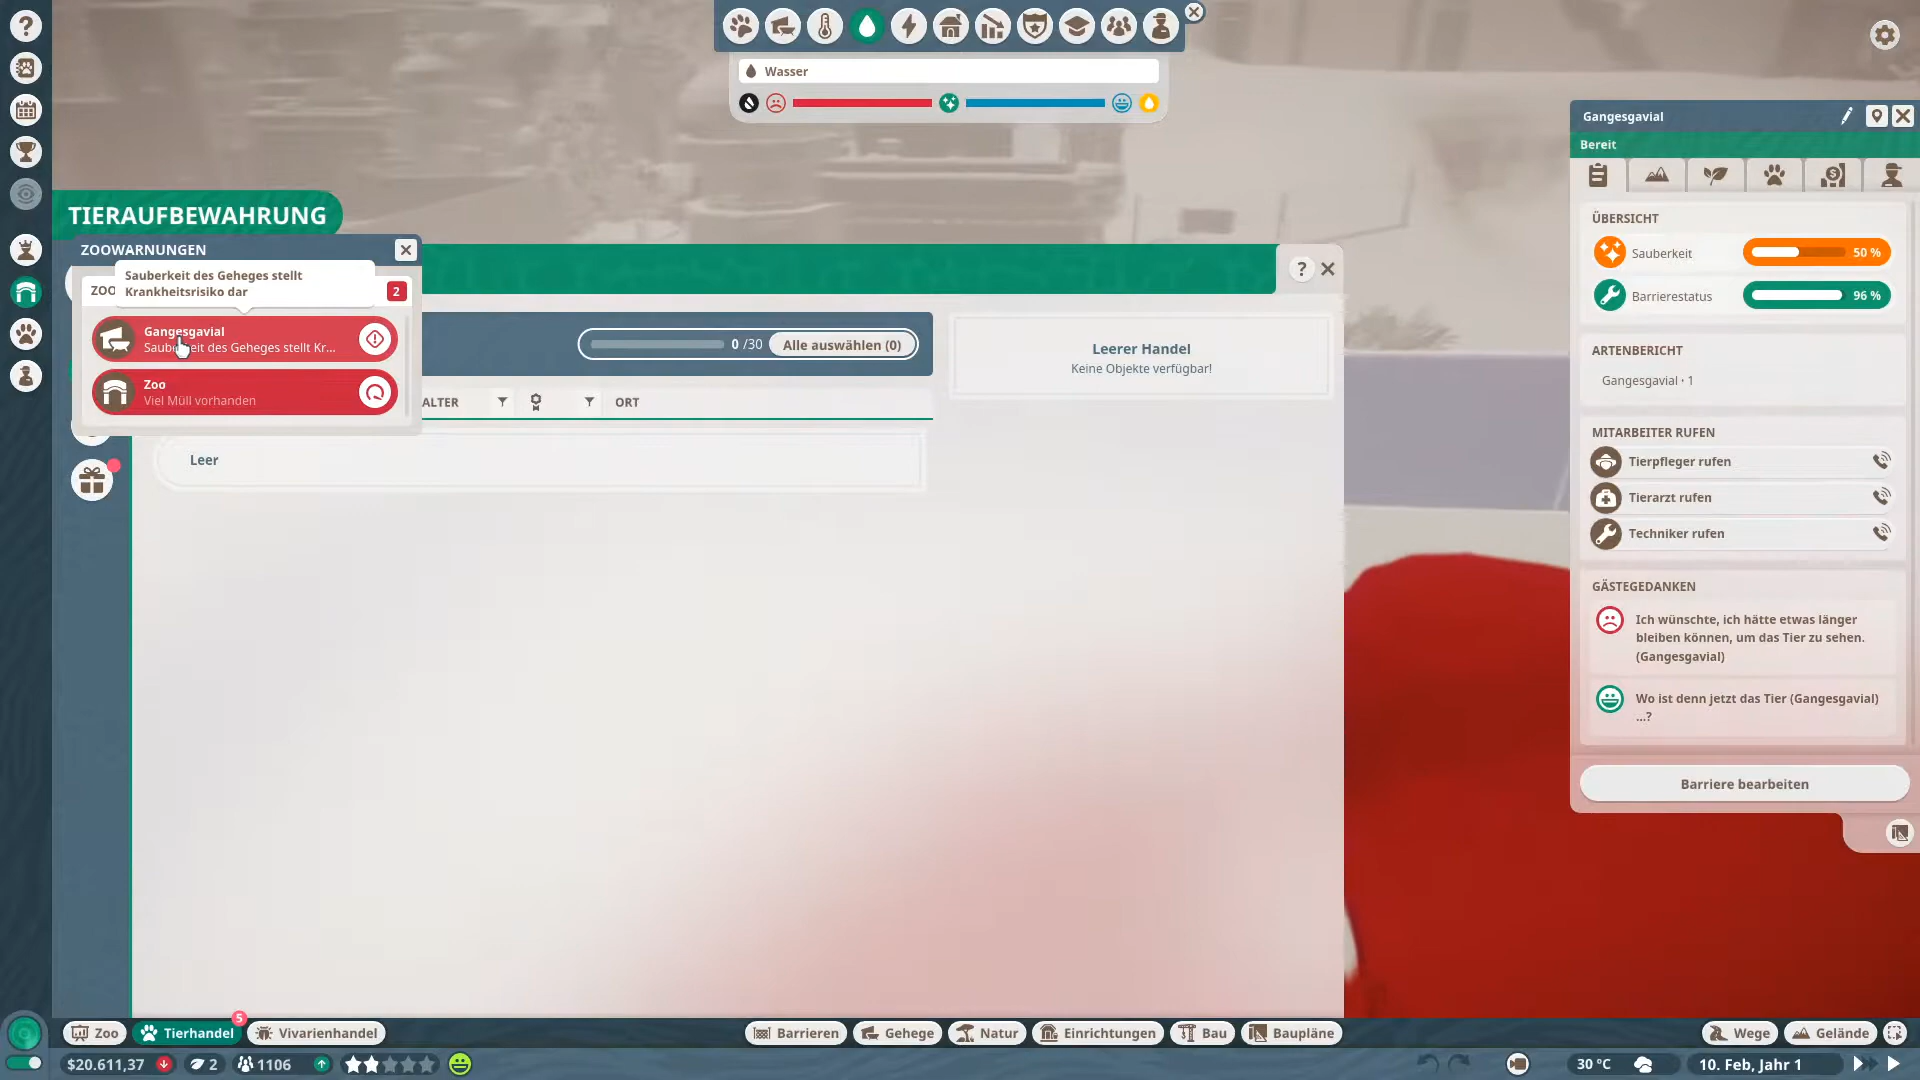 Wasser
Gangesgavial
Bereit
TIERAUFBEWAHRUNG
ZOOWARNUNGEN
Sauberkeit des Geheges stellt
Krankheitsrisiko dar
ZOO
2
Gangesgavial
Sauberkeit des Geheges stellt Kr...
Zoo
Viel Müll vorhanden
0 /30
Alle auswählen (0)
ALTER
ORT
Leer
Leerer Handel
Keine Objekte verfügbar!
ÜBERSICHT
Sauberkeit
50 %
Barrierestatus
96 %
ARTENBERICHT
Gangesgavial · 1
MITARBEITER RUFEN
Tierpfleger rufen
Tierarzt rufen
Techniker rufen
GÄSTEGEDANKEN
Ich wünschte, ich hätte etwas länger
bleiben können, um das Tier zu sehen.
(Gangesgavial)
Wo ist denn jetzt das Tier (Gangesgavial)
...?
Barriere bearbeiten
Zoo
Tierhandel
5
Vivarienhandel
Barrieren
Gehege
Natur
Einrichtungen
Bau
Baupläne
Wege
Gelände
$20.611,37
2
1106
30 °C
10. Feb, Jahr 1